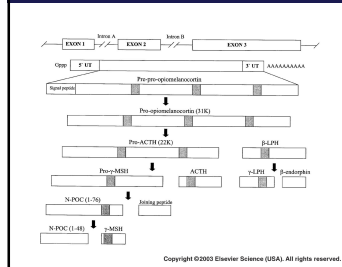 Intron A Intron B
EXON 1 EXON 2 EXON 3
Gppp 5' UT 3' UT AAAAAAAAAA
Pre-pro-opiomelanocortin
Signal peptide
Pro-opiomelanocortin (31K)
Pro-ACTH (22K) β-LPH
Pro-γ-MSH ACTH γ-LPH β-endorphin
N-POC (1-76) Joining peptide
N-POC (1-48) γ-MSH
Copyright ©2003 Elsevier Science (USA). All rights reserved.